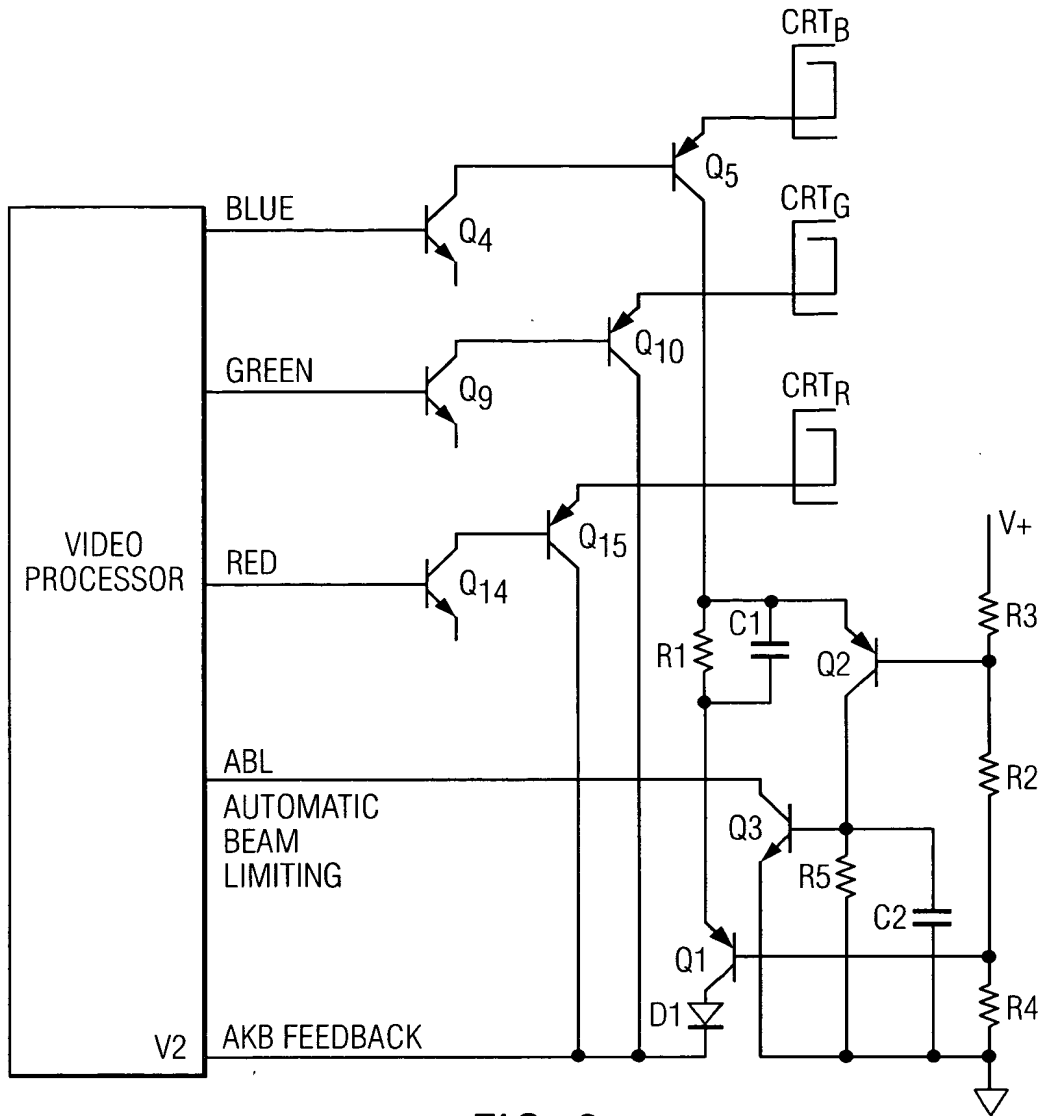 CRTB
Q5
BLUE
Q4
CRTG
Q10
GREEN
Q9
CRTR
Q15
VIDEO
PROCESSOR
RED
Q14
V+
R3
C1
R1
Q2
R2
ABL
AUTOMATIC
BEAM
LIMITING
Q3
R5
C2
Q1
D1
R4
V2
AKB FEEDBACK